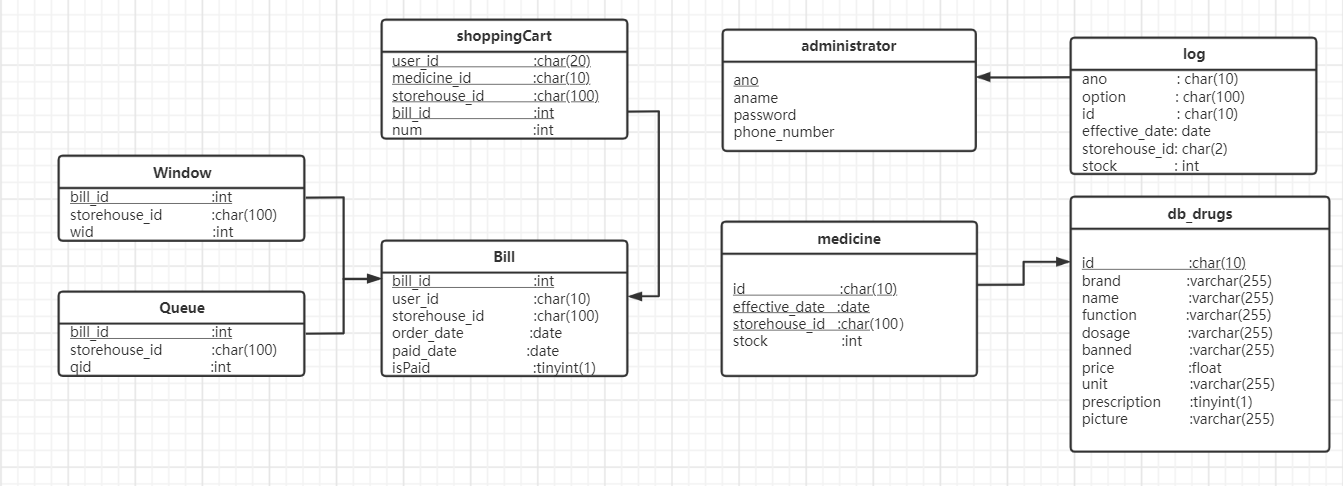 shoppingCart
user_id :char(20)
medicine_id :char(10)
storehouse_id :char(100)
bill_id :int
num :int
administrator
ano
aname
password
phone_number
log
ano : char(10)
option : char(100)
id : char(10)
effective_date: date
storehouse_id: char(2)
stock : int
Window
bill_id :int
storehouse_id :char(100)
wid :int
Queue
bill_id :int
storehouse_id :char(100)
qid :int
Bill
bill_id :int
user_id :char(10)
storehouse_id :char(100)
order_date :date
paid_date :date
isPaid :tinyint(1)
medicine
id :char(10)
effective_date :date
storehouse_id :char(100)
stock :int
db_drugs
id :char(10)
brand :varchar(255)
name :varchar(255)
function :varchar(255)
dosage :varchar(255)
banned :varchar(255)
price :float
unit :varchar(255)
prescription :tinyint(1)
picture :varchar(255)